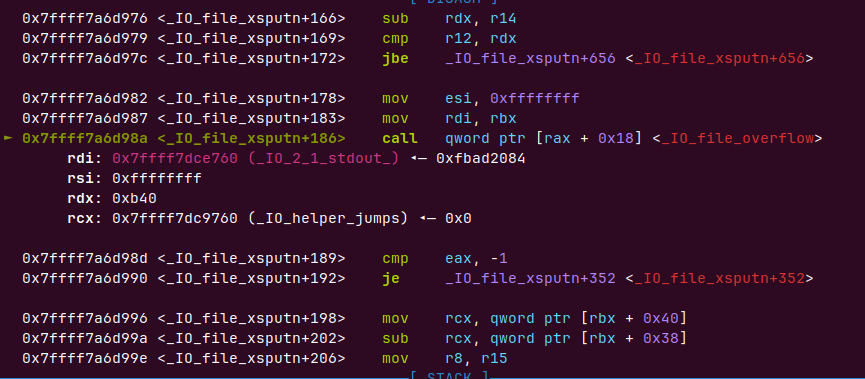 [ DISASM ]
0x7ffff7a6d976 <_IO_file_xsputn+166> sub rdx, r14
0x7ffff7a6d979 <_IO_file_xsputn+169> cmp r12, rdx
0x7ffff7a6d97c <_IO_file_xsputn+172> jbe _IO_file_xsputn+656 <_IO_file_xsputn+656>
0x7ffff7a6d982 <_IO_file_xsputn+178> mov esi, 0xffffffff
0x7ffff7a6d987 <_IO_file_xsputn+183> mov rdi, rbx
► 0x7ffff7a6d98a <_IO_file_xsputn+186> call qword ptr [rax + 0x18] <_IO_file_overflow>
rdi: 0x7ffff7dce760 (_IO_2_1_stdout_) ◂— 0xfbad2084
rsi: 0xffffffff
rdx: 0xb40
rcx: 0x7ffff7dc9760 (_IO_helper_jumps) ◂— 0x0
0x7ffff7a6d98d <_IO_file_xsputn+189> cmp eax, -1
0x7ffff7a6d990 <_IO_file_xsputn+192> je _IO_file_xsputn+352 <_IO_file_xsputn+352>
0x7ffff7a6d996 <_IO_file_xsputn+198> mov rcx, qword ptr [rbx + 0x40]
0x7ffff7a6d99a <_IO_file_xsputn+202> sub rcx, qword ptr [rbx + 0x38]
0x7ffff7a6d99e <_IO_file_xsputn+206> mov r8, r15
[ STACK ]